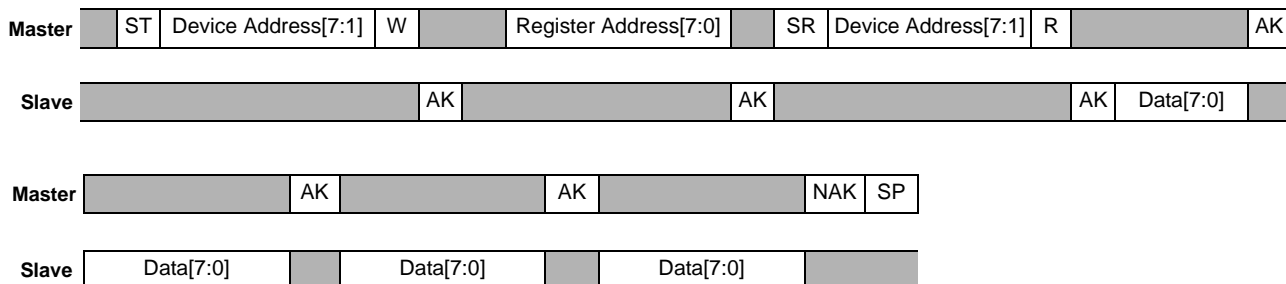 Master ST Device Address[7:1] W Register Address[7:0] SR Device Address[7:1] R AK
Slave AK AK AK Data[7:0]
Master AK AK NAK SP
Slave Data[7:0] Data[7:0] Data[7:0]